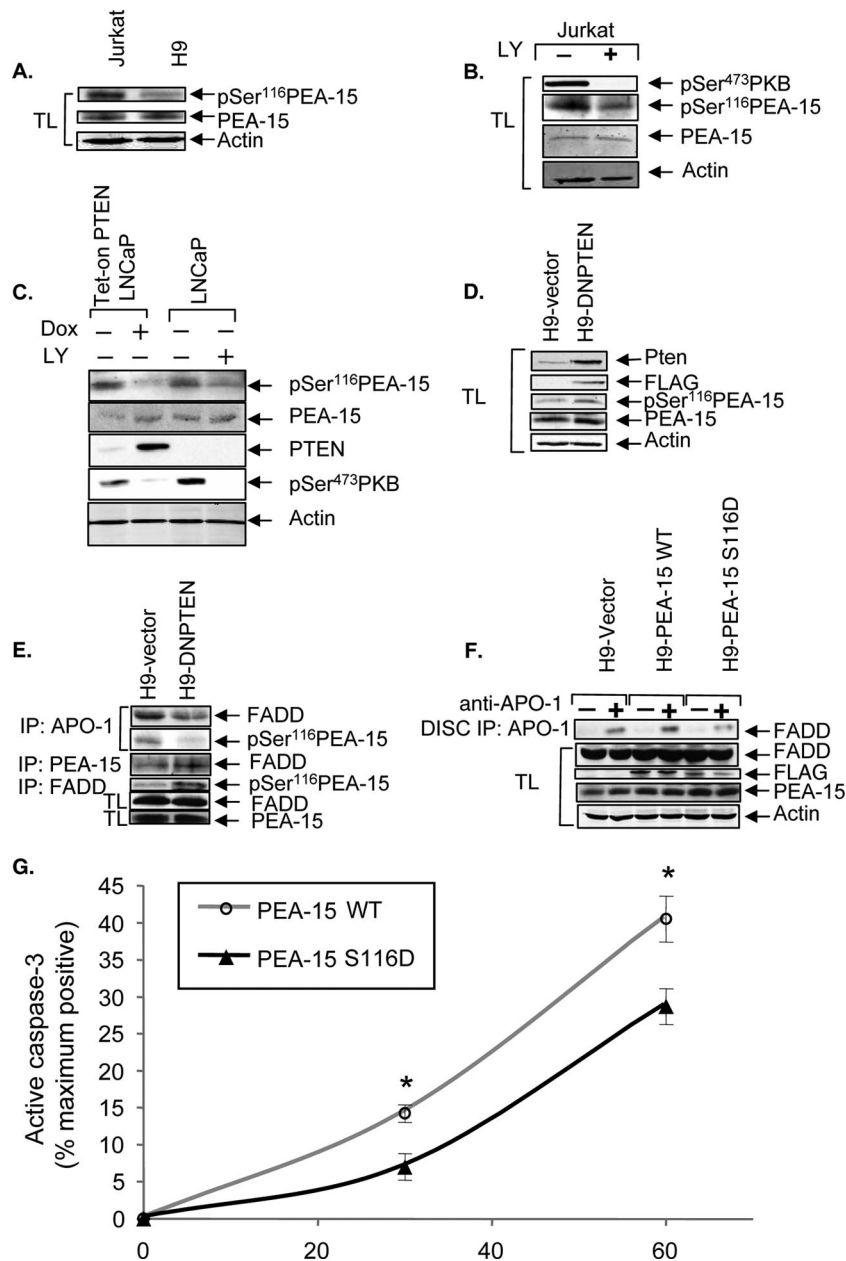 A.
Jurkat
H9
TL
pSer¹¹⁶PEA-15
PEA-15
Actin
B.
Jurkat
LY – +
TL
pSer⁴⁷³PKB
pSer¹¹⁶PEA-15
PEA-15
Actin
C.
Tet-on PTEN
LNCaP
LNCaP
Dox – + – –
LY – – – +
pSer¹¹⁶PEA-15
PEA-15
PTEN
pSer⁴⁷³PKB
Actin
D.
H9-vector
H9-DNPTEN
TL
Pten
FLAG
pSer¹¹⁶PEA-15
PEA-15
Actin
E.
H9-vector
H9-DNPTEN
IP: APO-1
FADD
pSer¹¹⁶PEA-15
IP: PEA-15 FADD
IP: FADD pSer¹¹⁶PEA-15
TL FADD
TL PEA-15
F.
H9-Vector
H9-PEA-15 WT
H9-PEA-15 S116D
anti-APO-1 – + – + – +
DISC IP: APO-1 FADD
TL
FADD
FLAG
PEA-15
Actin
G.
Active caspase-3
(% maximum positive)
45
40
35
30
25
20
15
10
5
0
PEA-15 WT
PEA-15 S116D
*
*
0 20 40 60